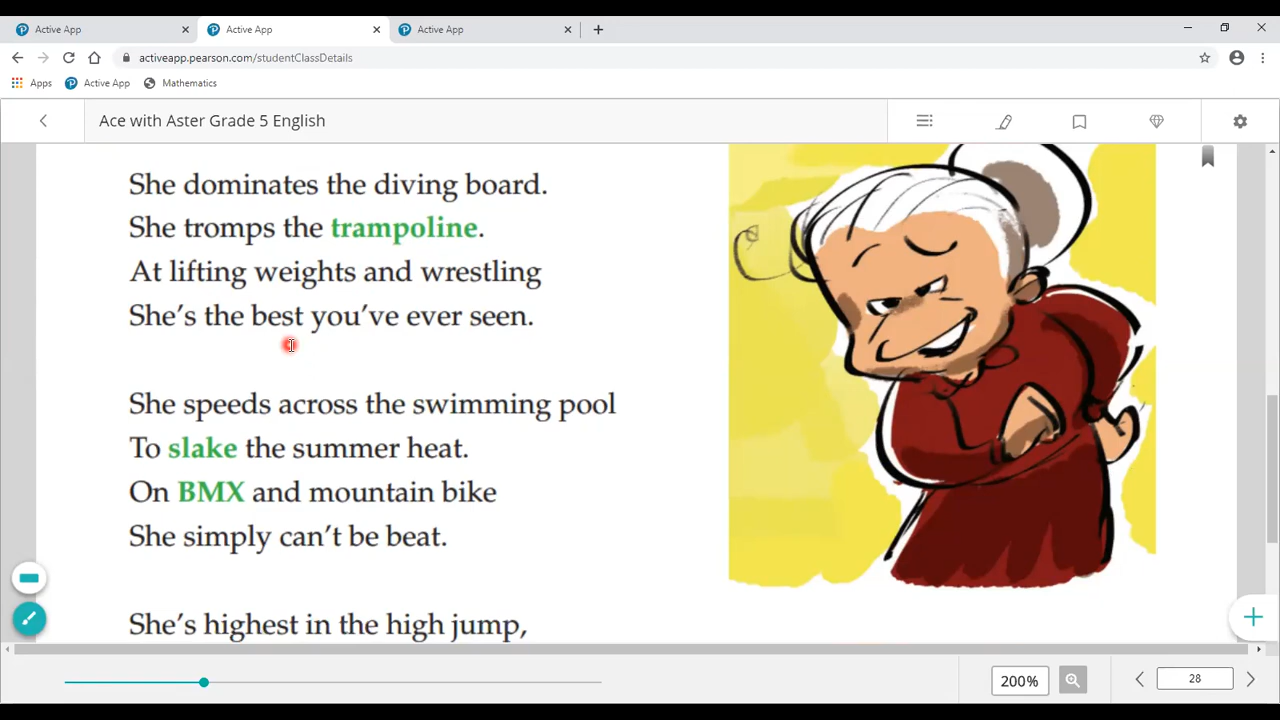 Active App
Active App
Active App
activeapp.pearson.com/studentClassDetails
Apps
Active App
Mathematics
Ace with Aster Grade 5 English
She dominates the diving board.
She tromps the trampoline.
At lifting weights and wrestling
She’s the best you’ve ever seen.
She speeds across the swimming pool
To slake the summer heat.
On BMX and mountain bike
She simply can’t be beat.
She’s highest in the high jump,
200%
28